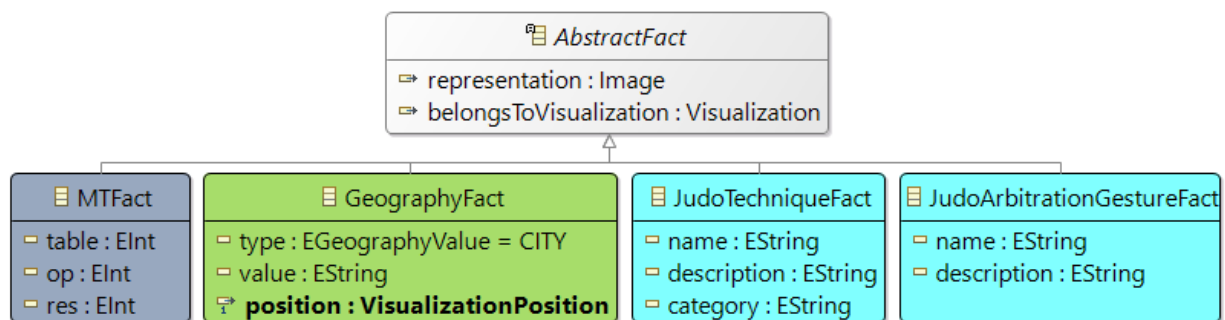 AbstractFact
representation : Image
belongsToVisualization : Visualization
MTFact
table : EInt
op : EInt
res : EInt
GeographyFact
type : EGeographyValue = CITY
value : EString
1
position : VisualizationPosition
JudoTechniqueFact
name : EString
description : EString
category : EString
JudoArbitrationGestureFact
name : EString
description : EString